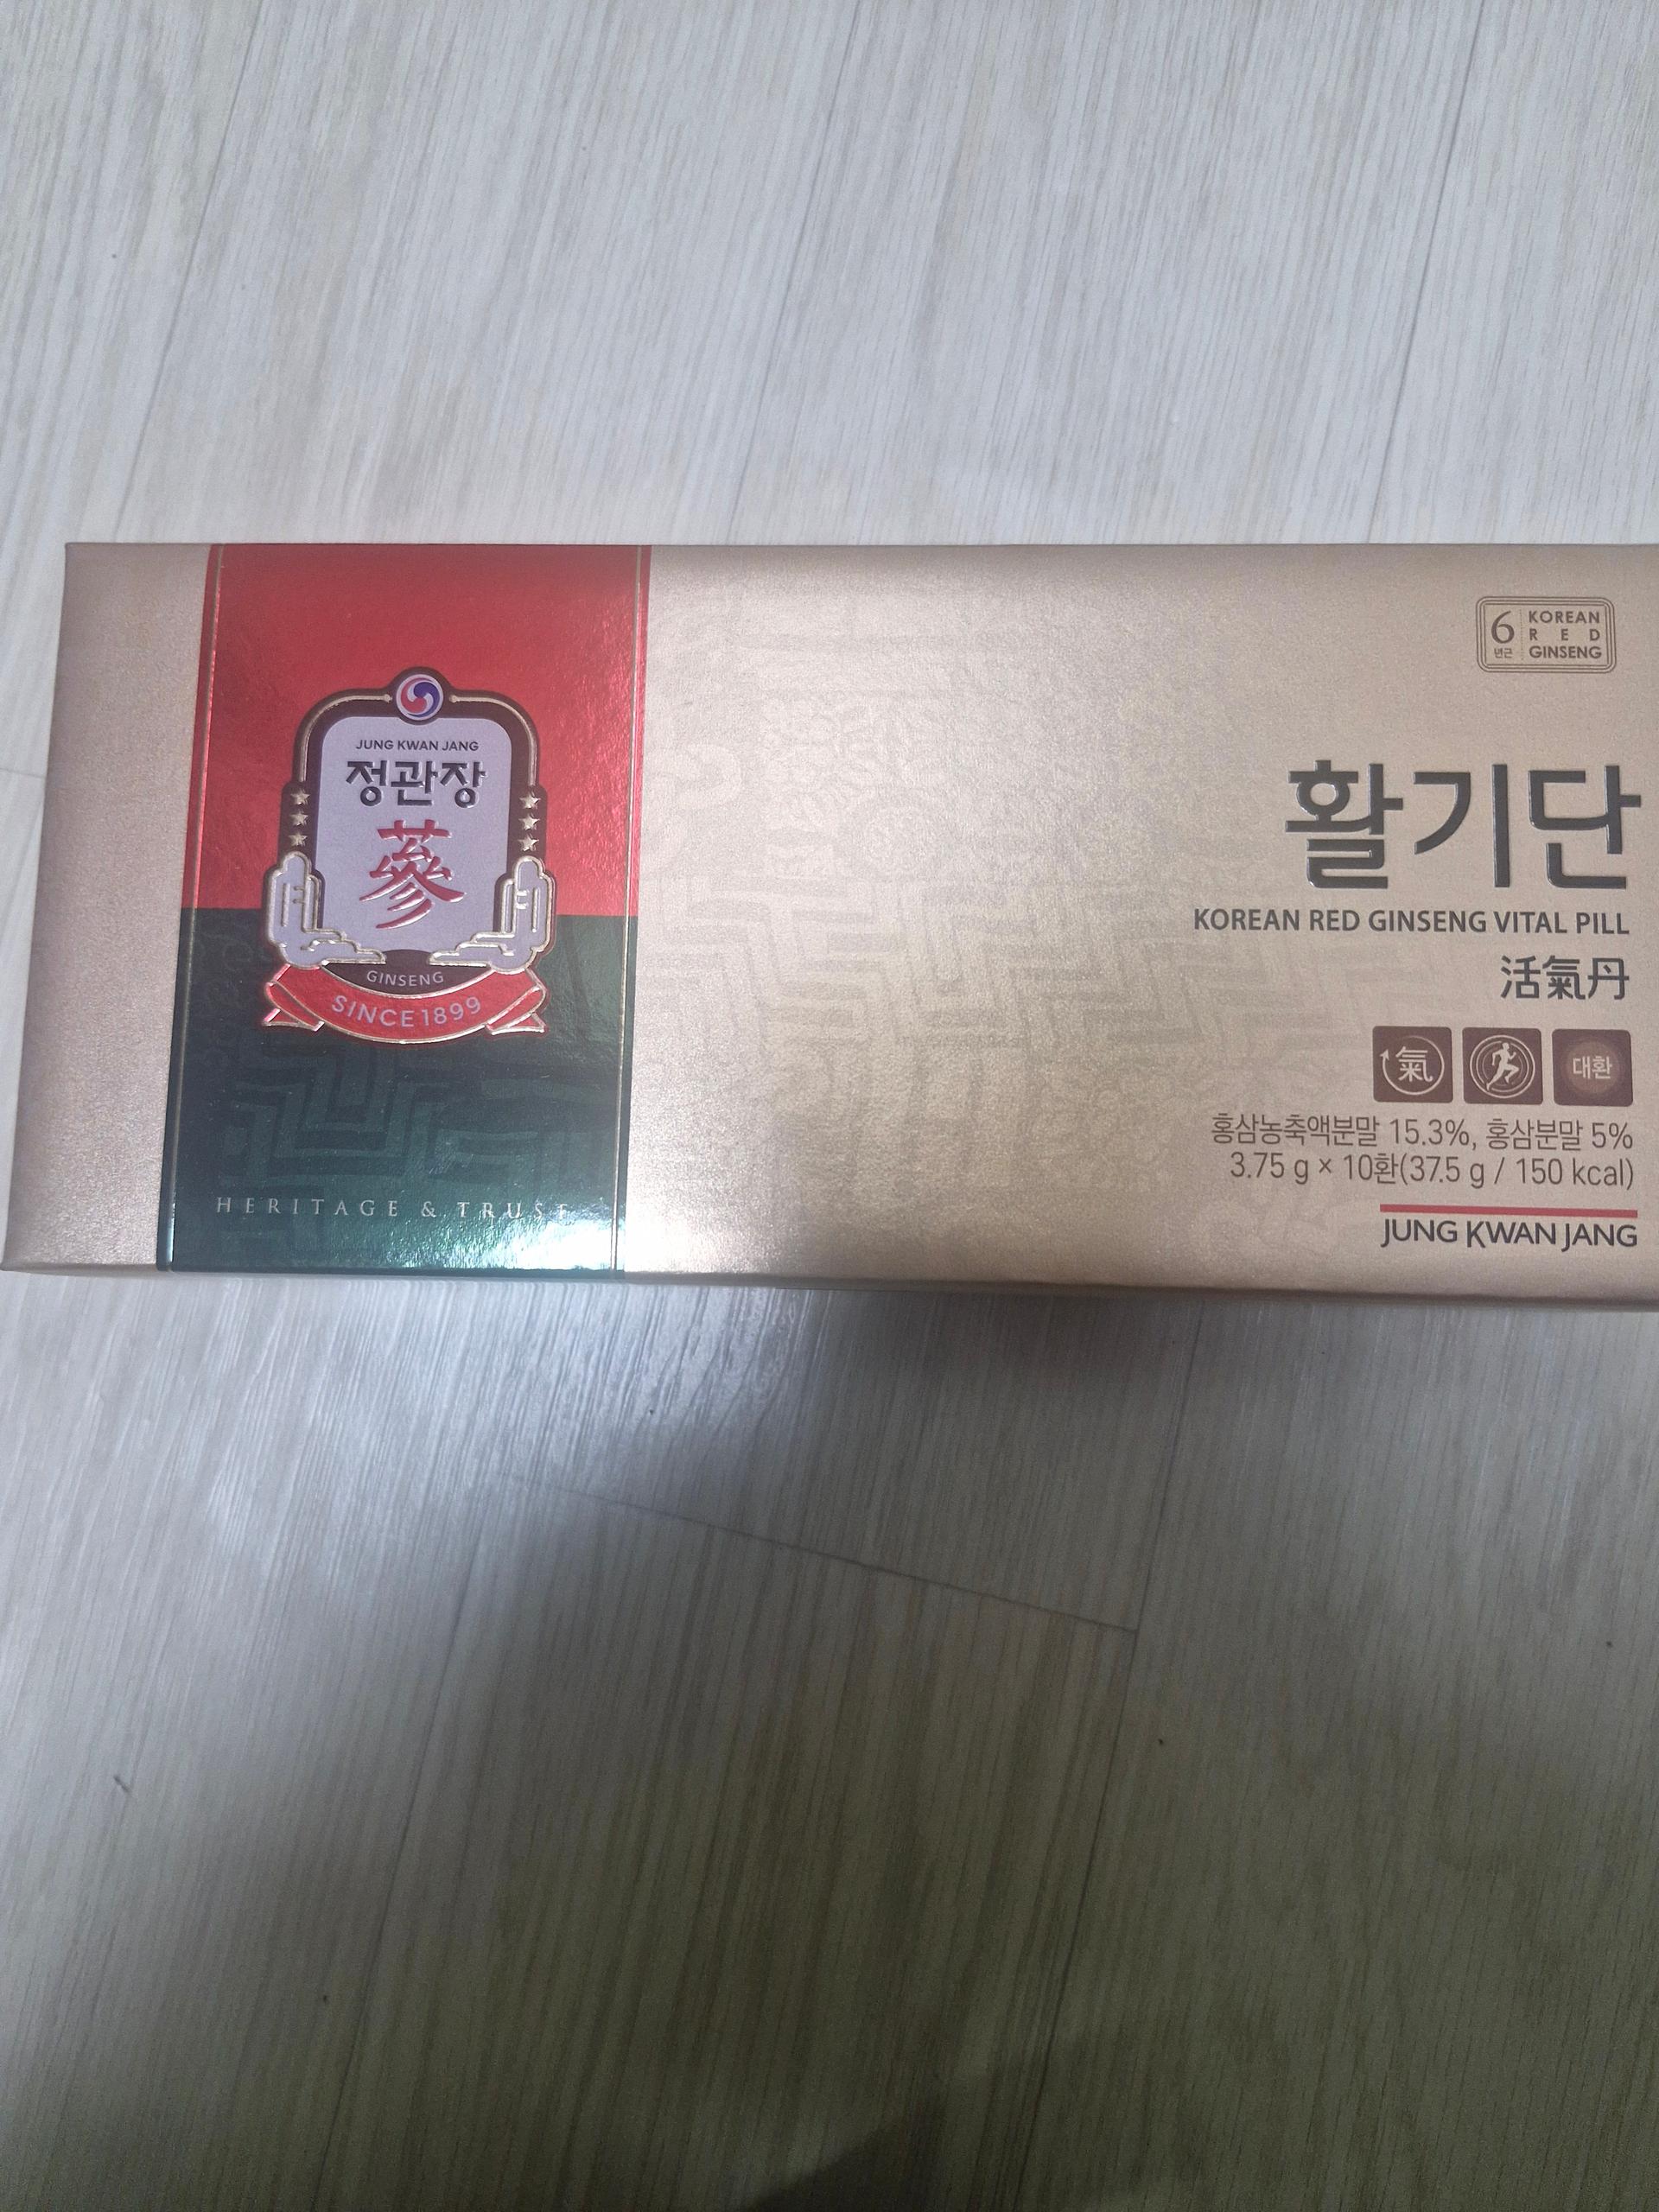 JUNG KWAN JANG
정관장
蔘
GINSENG
SINCE 1899
HERITAGE & TRUST
6년근
KOREAN
RED
GINSENG
활기단
KOREAN RED GINSENG VITAL PILL
活氣丹
氣
대환
홍삼농축액분말 15.3%, 홍삼분말 5%
3.75 g × 10환(37.5 g / 150 kcal)
JUNG KWAN JANG